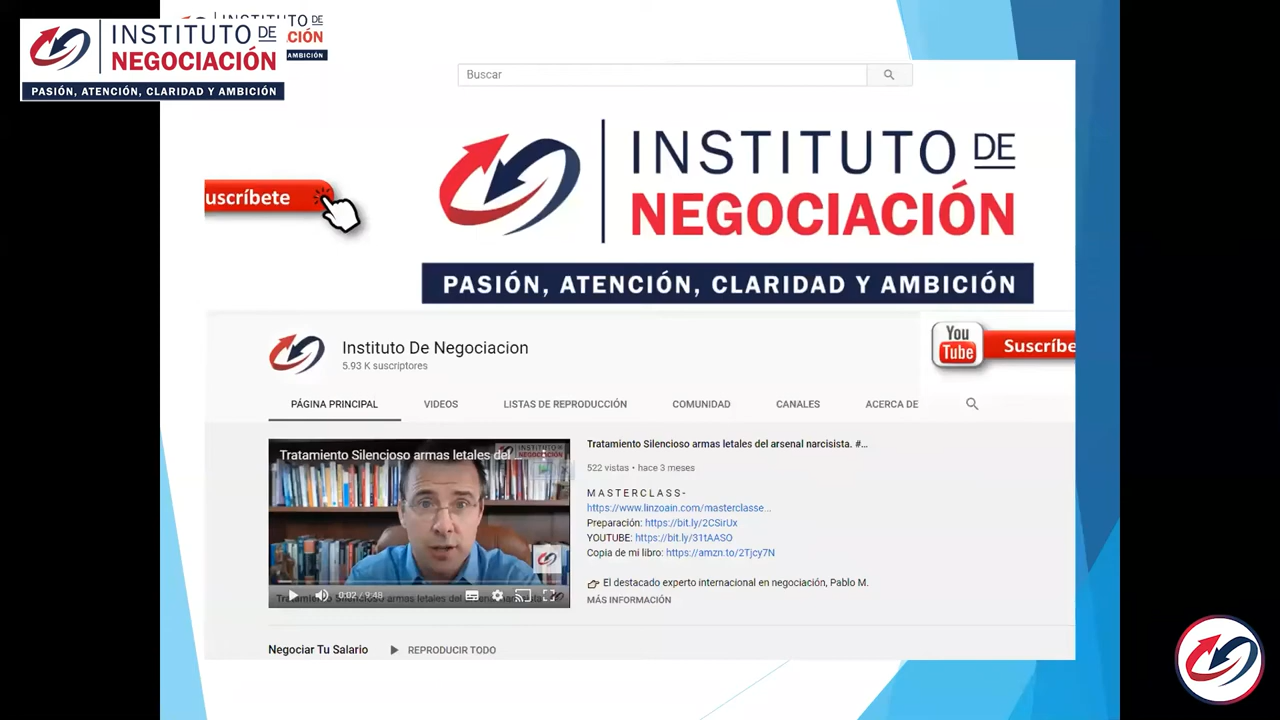 INSTITUTO DE
NEGOCIACIÓN
PASIÓN, ATENCIÓN, CLARIDAD Y AMBICIÓN
Buscar
uscríbete
INSTITUTO DE
NEGOCIACIÓN
PASIÓN, ATENCIÓN, CLARIDAD Y AMBICIÓN
Instituto De Negociacion
5.93 K suscriptores
You
Tube
Suscríbe
PÁGINA PRINCIPAL
VIDEOS
LISTAS DE REPRODUCCIÓN
COMUNIDAD
CANALES
ACERCA DE
Tratamiento Silencioso armas letales del ...
0:02 / 9:48
Tratamiento Silencioso armas letales del arsenal narcisista. #...
522 vistas • hace 3 meses
M A S T E R C L A S S -
https://www.linzoain.com/masterclasse...
Preparación: https://bit.ly/2CSirUx
YOUTUBE: https://bit.ly/31tAASO
Copia de mi libro: https://amzn.to/2Tjcy7N
El destacado experto internacional en negociación, Pablo M.
MÁS INFORMACIÓN
Negociar Tu Salario
REPRODUCIR TODO